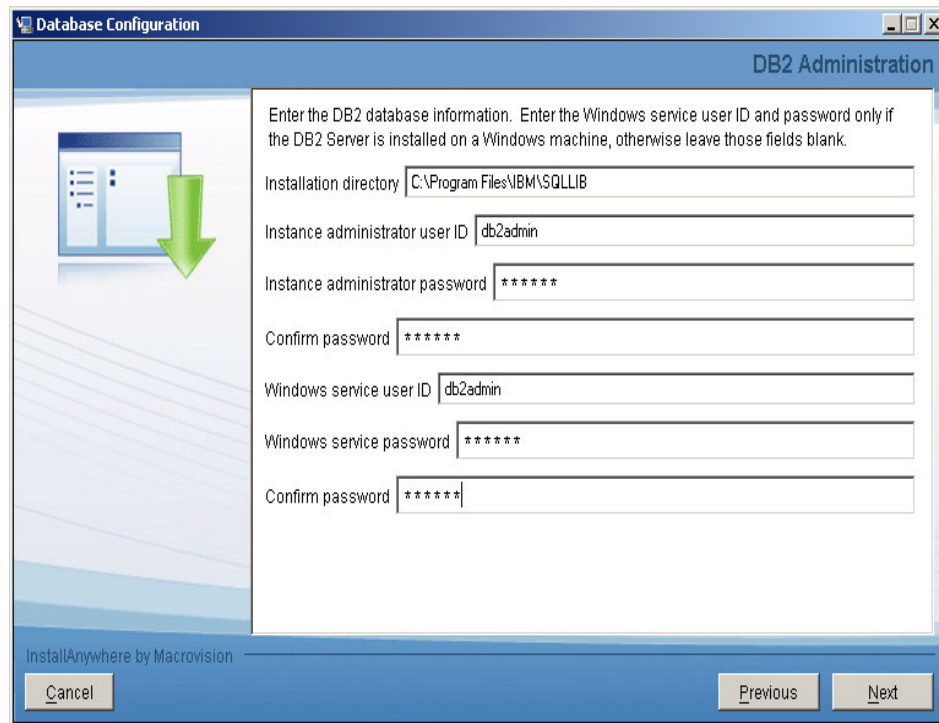 Database Configuration
DB2 Administration
Enter the DB2 database information. Enter the Windows service user ID and password only if
the DB2 Server is installed on a Windows machine, otherwise leave those fields blank.
Installation directory C:\Program Files\IBM\SQLLIB
Instance administrator user ID db2admin
Instance administrator password ******
Confirm password ******
Windows service user ID db2admin
Windows service password ******
Confirm password ******
InstallAnywhere by Macrovision
Cancel Previous Next